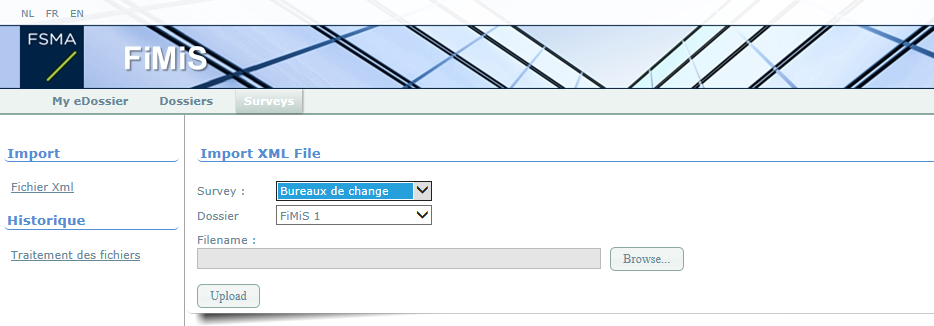 NL FR EN
FSMA
FiMiS
My eDossier Dossiers Surveys
Import
Fichier Xml
Historique
Traitement des fichiers
Import XML File
Survey : Bureaux de change
Dossier FiMiS 1
Filename :
Browse...
Upload